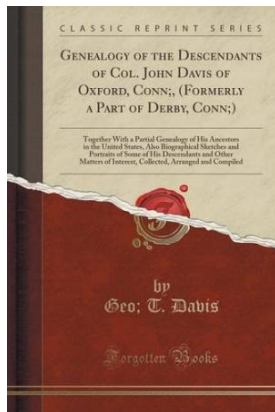 CLASSIC REPRINT SERIES
GENEALOGY OF THE DESCENDANTS
OF COL. JOHN DAVIS OF
OXFORD, CONN;, (FORMERLY
A PART OF DERBY, CONN;)
Together With a Partial Genealogy of His Ancestors
in the United States, Also Biographical Sketches and
Portraits of Some of His Descendants and Other
Matters of Interest, Collected, Arranged and Compiled
by
Geo; T. Davis
Forgotten Books